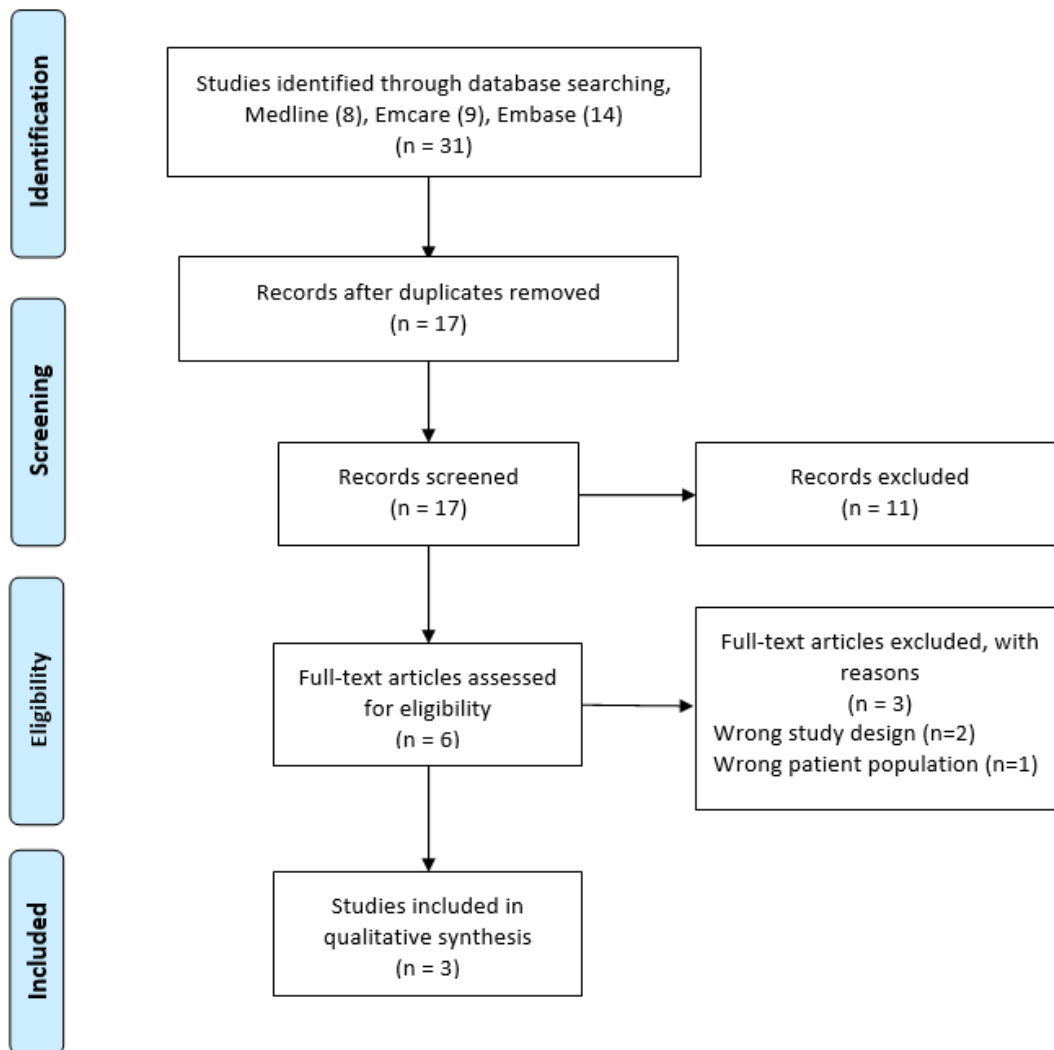 Identification
Studies identified through database searching,
Medline (8), Emcare (9), Embase (14)
(n = 31)
Records after duplicates removed
(n = 17)
Screening
Records screened
(n = 17)
Records excluded
(n = 11)
Eligibility
Full-text articles assessed
for eligibility
(n = 6)
Full-text articles excluded, with
reasons
(n = 3)
Wrong study design (n=2)
Wrong patient population (n=1)
Included
Studies included in
qualitative synthesis
(n = 3)